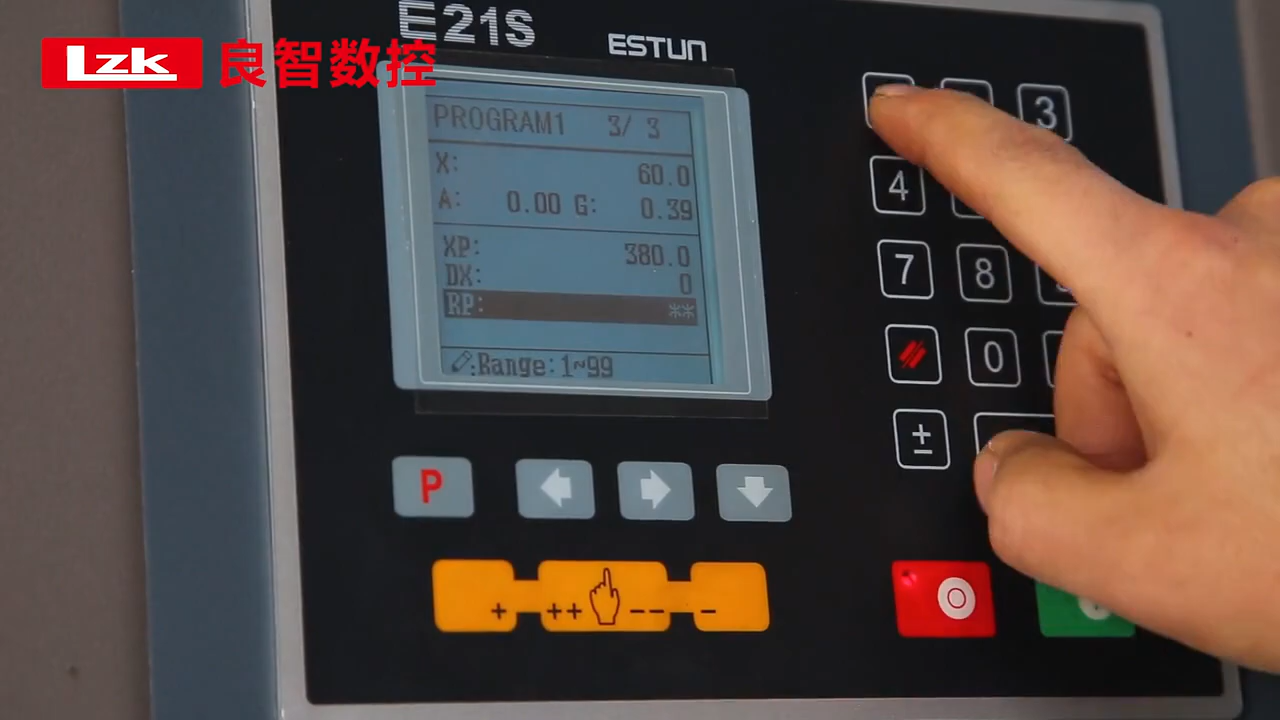 E21S
ESTUN
Lzk 良智数控
PROGRAM1 3/ 3
X: 60.0
A: 0.00 G: 0.39
XP: 380.0
DX: 0
RP: **
:Range:1~99
3
4
7 8
0
±
P
+ ++ -- -